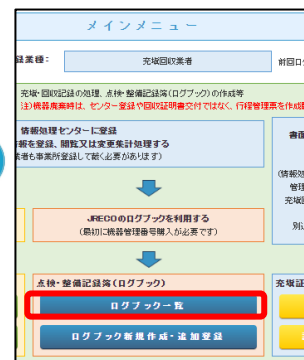 メインメニュー
録業種：
充填回収業者
前回ロ
充填・回収記録の処理、点検・整備記録簿（ログブック）の作成等
注）機器廃棄時は、センター登録や回収証明書交付ではなく、行程管理票を作成
情報処理センターに登録
報を登録、閲覧又は変更集計処理する
業者も事業所登録して戴く必要があります）
書面
（情報処
管理
充填回
別途
JRECOのログブックを利用する
（最初に機器管理番号購入が必要です）
点検・整備記録簿（ログブック）
充填証
ログブック一覧
ログブック新規作成・追加登録